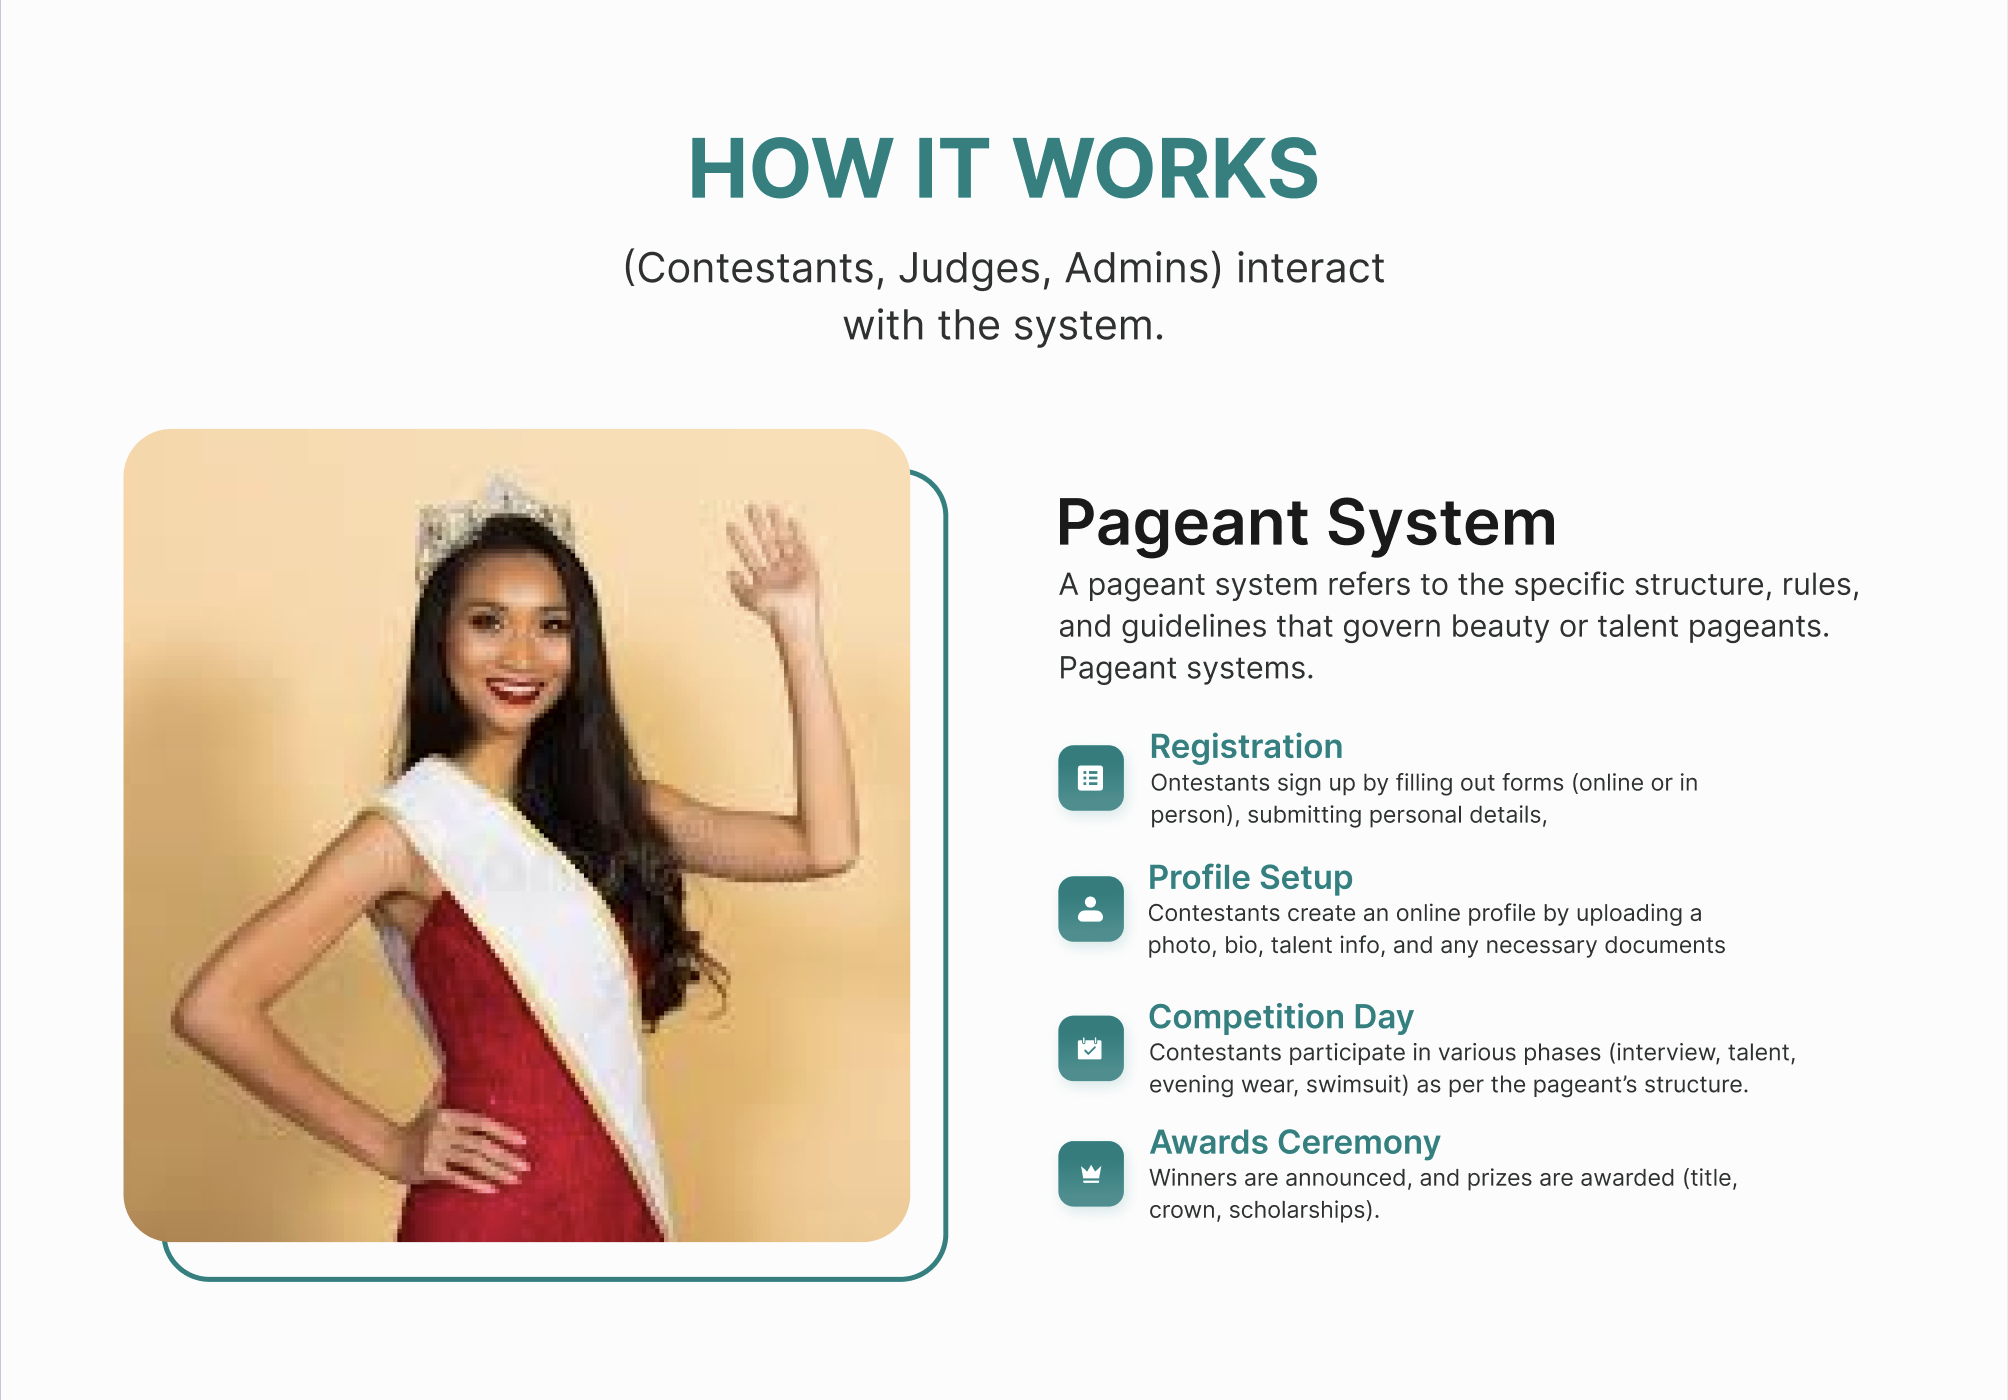 HOW IT WORKS
(Contestants, Judges, Admins) interact
with the system.
Pageant System
A pageant system refers to the specific structure, rules,
and guidelines that govern beauty or talent pageants.
Pageant systems.
Registration
Ontestants sign up by filling out forms (online or in
person), submitting personal details,
Profile Setup
Contestants create an online profile by uploading a
photo, bio, talent info, and any necessary documents
Competition Day
Contestants participate in various phases (interview, talent,
evening wear, swimsuit) as per the pageant’s structure.
Awards Ceremony
Winners are announced, and prizes are awarded (title,
crown, scholarships).